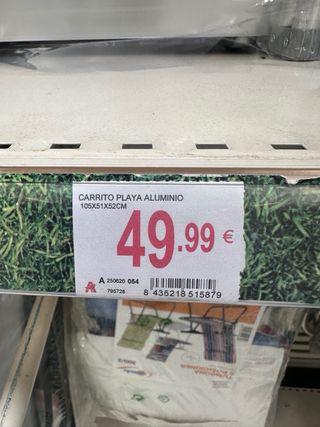 CARRITO PLAYA ALUMINIO
105X51X52CM
49.99 €
A 250620 054
795728
8 435218 515879